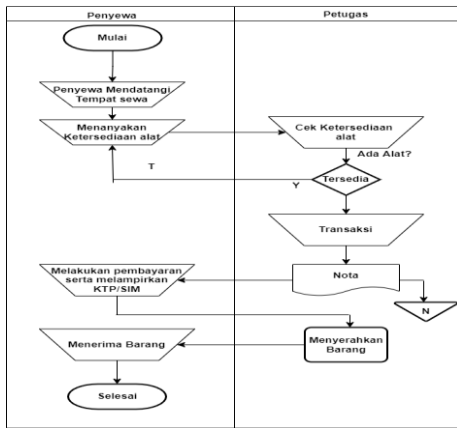 Penyewa
Petugas
Mulai
Penyewa Mendatangi
Tempat sewa
Menanyakan
Ketersediaan alat
Cek Ketersediaan
alat
Ada Alat?
T
Y
Tersedia
Transaksi
Nota
N
Melakukan pembayaran
serta melampirkan
KTP/SIM
Menyerahkan
Barang
Menerima Barang
Selesai